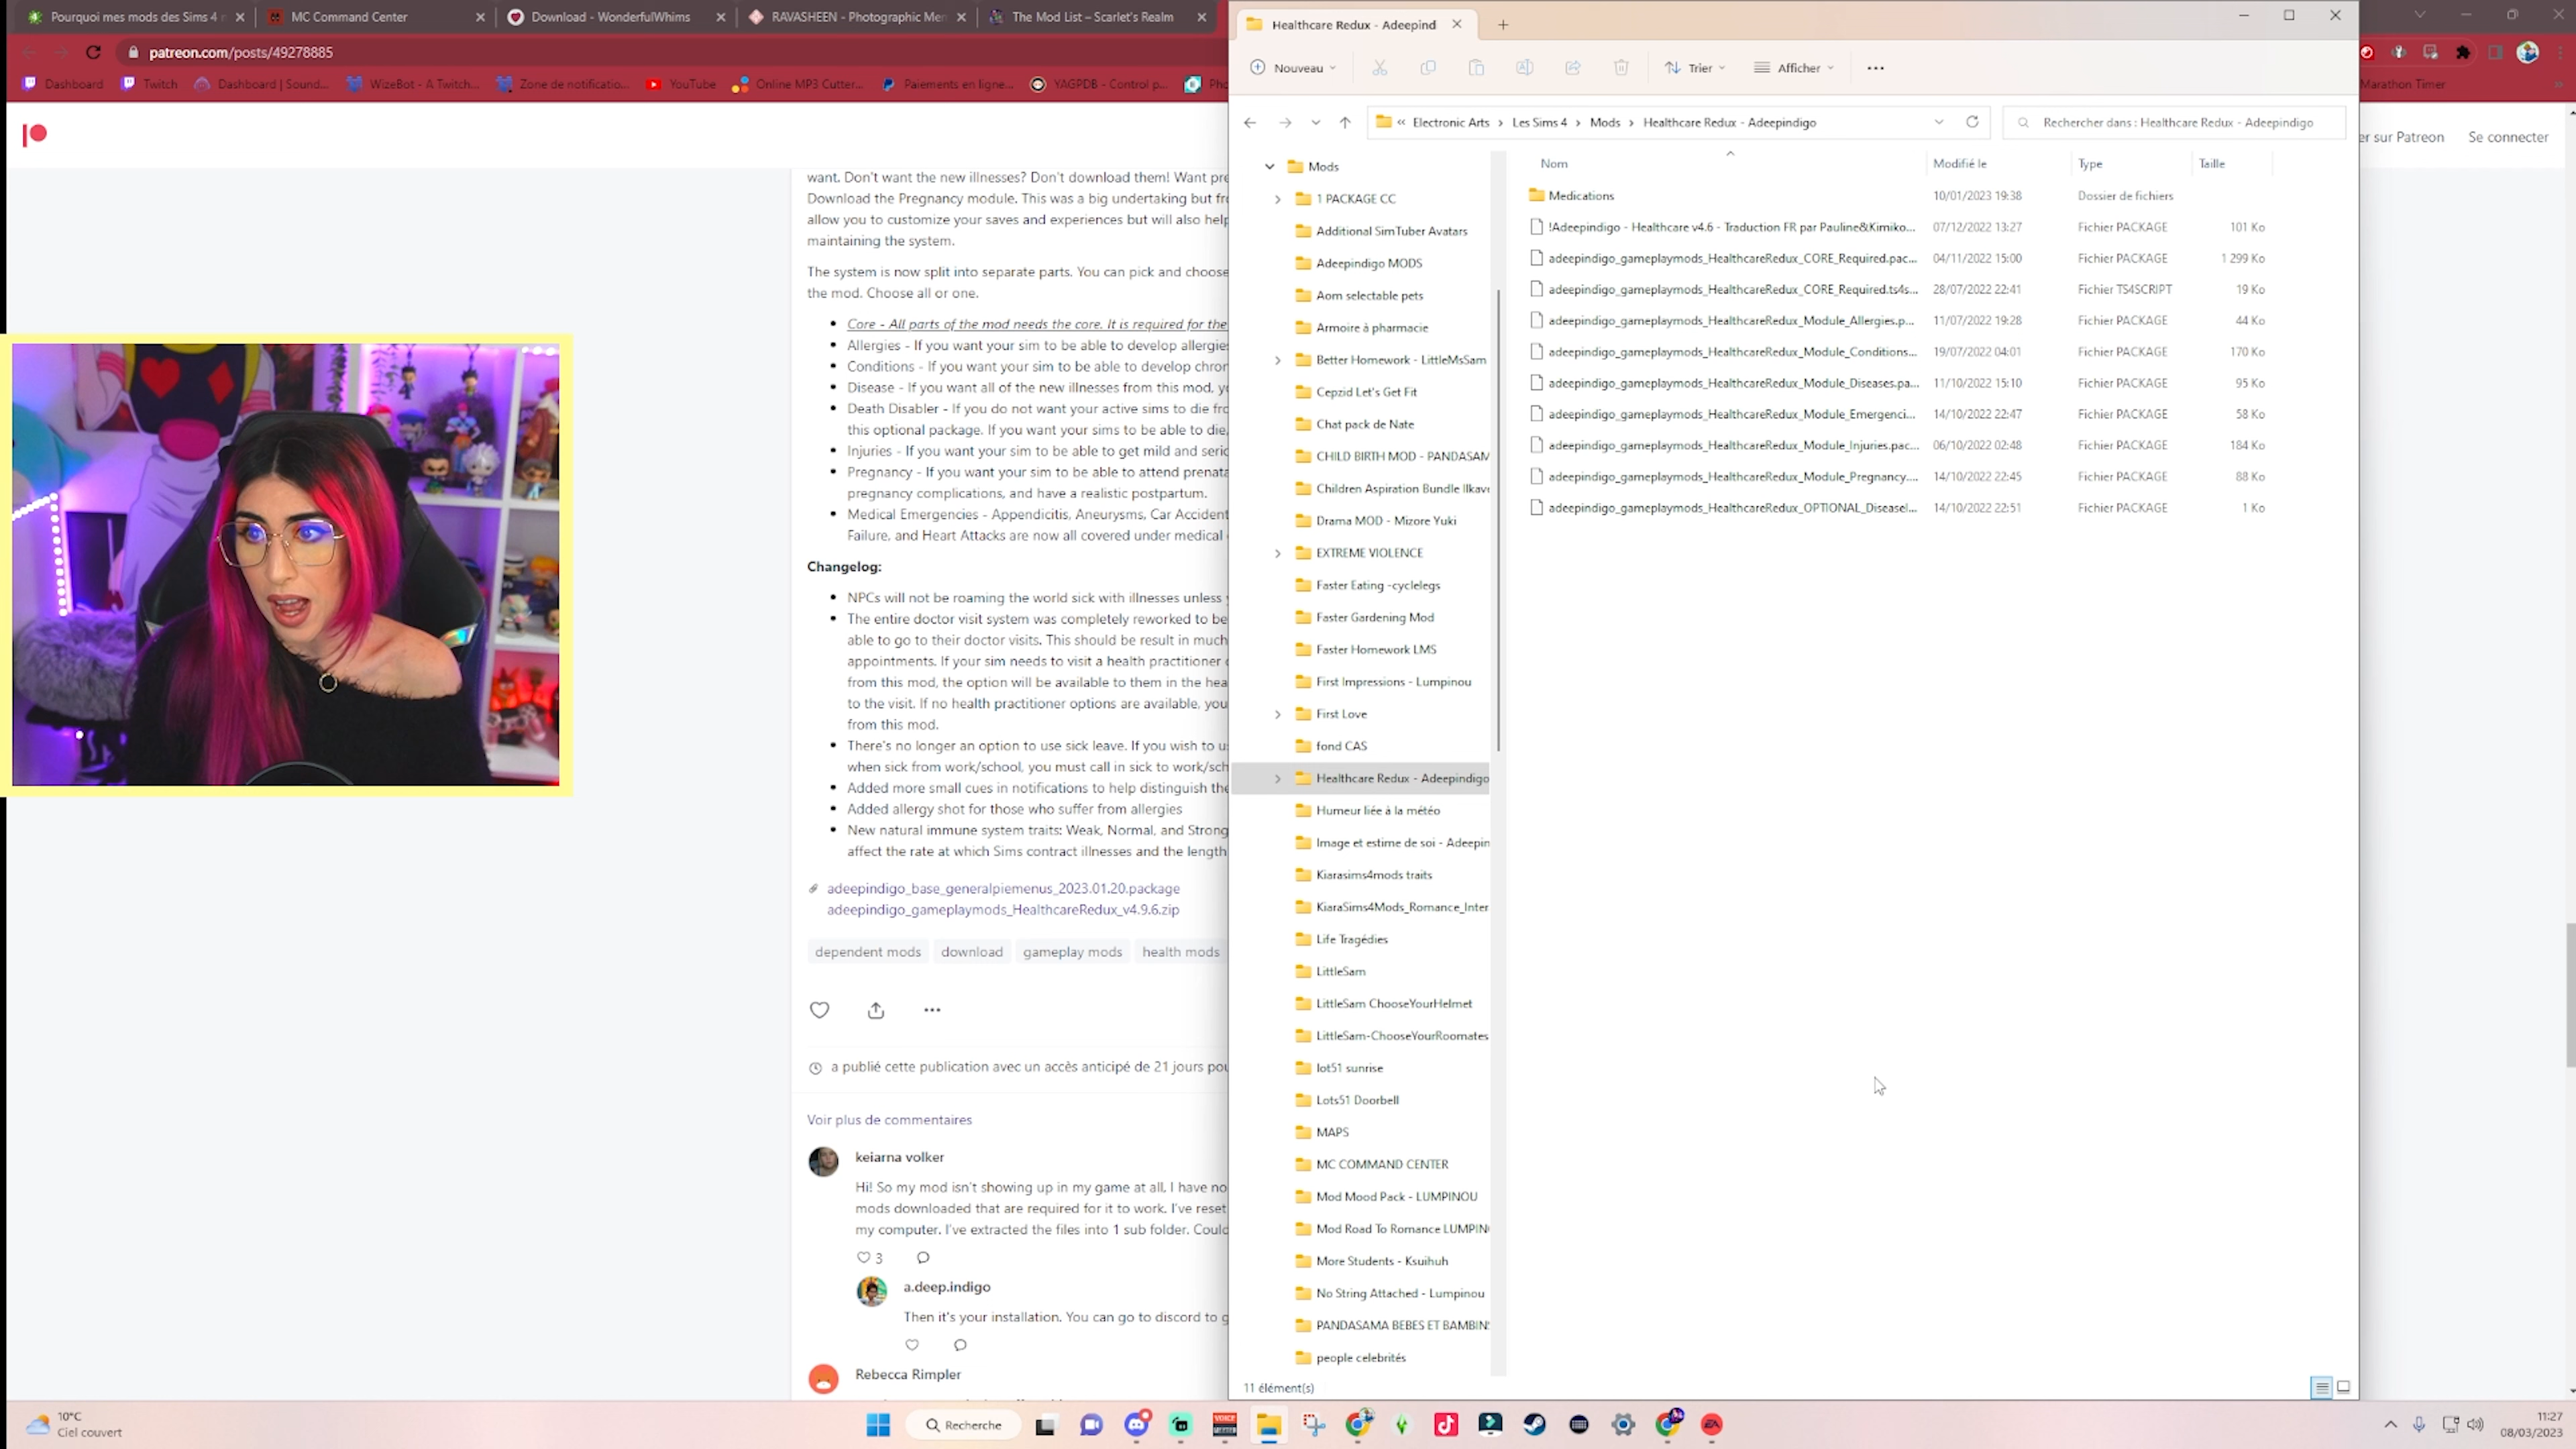 Pourquoi mes mods des Sims 4
MC Command Center
Download - WonderfulWhims
RAVASHEEN - Photographic Mem
The Mod List – Scarlet's Realm
patreon.com/posts/49278885
Dashboard
Twitch
Dashboard | Sound...
WizeBot - A Twitch...
Zone de notificatio...
YouTube
Online MP3 Cutter...
Paiements en ligne...
YAGPDB - Control p...
Marathon Timer
er sur Patreon
Se connecter
want. Don't want the new illnesses? Don't download them! Want pre
Download the Pregnancy module. This was a big undertaking but fr
allow you to customize your saves and experiences but will also help
maintaining the system.
The system is now split into separate parts. You can pick and choose
the mod. Choose all or one.
Core - All parts of the mod needs the core. It is required for the
Allergies - If you want your sim to be able to develop allergies
Conditions - If you want your sim to be able to develop chron
Disease - If you want all of the new illnesses from this mod, yo
Death Disabler - If you do not want your active sims to die fro
this optional package. If you want your sims to be able to die,
Injuries - If you want your sim to be able to get mild and seric
Pregnancy - If you want your sim to be able to attend prenata
pregnancy complications, and have a realistic postpartum.
Medical Emergencies - Appendicitis, Aneurysms, Car Accident
Failure, and Heart Attacks are now all covered under medical
Changelog:
NPCs will not be roaming the world sick with illnesses unless y
The entire doctor visit system was completely reworked to be
able to go to their doctor visits. This should be result in much
appointments. If your sim needs to visit a health practitioner
from this mod, the option will be available to them in the hea
to the visit. If no health practitioner options are available, you
from this mod.
There's no longer an option to use sick leave. If you wish to u
when sick from work/school, you must call in sick to work/sch
Added more small cues in notifications to help distinguish the
Added allergy shot for those who suffer from allergies
New natural immune system traits: Weak, Normal, and Strong
affect the rate at which Sims contract illnesses and the length
adeepindigo_base_generalpiemenus_2023.01.20.package
adeepindigo_gameplaymods_HealthcareRedux_v4.9.6.zip
dependent mods
download
gameplay mods
health mods
a publié cette publication avec un accès anticipé de 21 jours pou
Voir plus de commentaires
keiarna volker
Hi! So my mod isn't showing up in my game at all, I have no
mods downloaded that are required for it to work. I've reset
my computer. I've extracted the files into 1 sub folder. Coulc
3
a.deep.indigo
Then it's your installation. You can go to discord to g
Rebecca Rimpler
Healthcare Redux - Adeepind
Nouveau
Trier
Afficher
« Electronic Arts > Les Sims 4 > Mods > Healthcare Redux - Adeepindigo
Rechercher dans : Healthcare Redux - Adeepindigo
Mods
1 PACKAGE CC
Additional SimTuber Avatars
Adeepindigo MODS
Aom selectable pets
Armoire à pharmacie
Better Homework - LittleMsSam
Cepzid Let's Get Fit
Chat pack de Nate
CHILD BIRTH MOD - PANDASAM
Children Aspiration Bundle Ilkav
Drama MOD - Mizore Yuki
EXTREME VIOLENCE
Faster Eating -cyclelegs
Faster Gardening Mod
Faster Homework LMS
First Impressions - Lumpinou
First Love
fond CAS
Healthcare Redux - Adeepindigo
Humeur liée à la météo
Image et estime de soi - Adeepin
Kiarasims4mods traits
KiaraSims4Mods_Romance_Inter
Life Tragédies
LittleSam
LittleSam ChooseYourHelmet
LittleSam-ChooseYourRoomates
lot51 sunrise
Lots51 Doorbell
MAPS
MC COMMAND CENTER
Mod Mood Pack - LUMPINOU
Mod Road To Romance LUMPIN
More Students - Ksuihuh
No String Attached - Lumpinou
PANDASAMA BEBES ET BAMBIN
people celebrités
Nom Modifié le Type Taille
Medications 10/01/2023 19:38 Dossier de fichiers
!Adeepindigo - Healthcare v4.6 - Traduction FR par Pauline&Kimiko... 07/12/2022 13:27 Fichier PACKAGE 101 Ko
adeepindigo_gameplaymods_HealthcareRedux_CORE_Required.pac... 04/11/2022 15:00 Fichier PACKAGE 1 299 Ko
adeepindigo_gameplaymods_HealthcareRedux_CORE_Required.ts4s... 28/07/2022 22:41 Fichier TS4SCRIPT 19 Ko
adeepindigo_gameplaymods_HealthcareRedux_Module_Allergies.p... 11/07/2022 19:28 Fichier PACKAGE 44 Ko
adeepindigo_gameplaymods_HealthcareRedux_Module_Conditions... 19/07/2022 04:01 Fichier PACKAGE 170 Ko
adeepindigo_gameplaymods_HealthcareRedux_Module_Diseases.pa... 11/10/2022 15:10 Fichier PACKAGE 95 Ko
adeepindigo_gameplaymods_HealthcareRedux_Module_Emergenci... 14/10/2022 22:47 Fichier PACKAGE 58 Ko
adeepindigo_gameplaymods_HealthcareRedux_Module_Injuries.pac... 06/10/2022 02:48 Fichier PACKAGE 184 Ko
adeepindigo_gameplaymods_HealthcareRedux_Module_Pregnancy.... 14/10/2022 22:45 Fichier PACKAGE 88 Ko
adeepindigo_gameplaymods_HealthcareRedux_OPTIONAL_Diseasel... 14/10/2022 22:51 Fichier PACKAGE 1 Ko
11 élément(s)
10°C
Ciel couvert
Recherche
11:27
08/03/2023